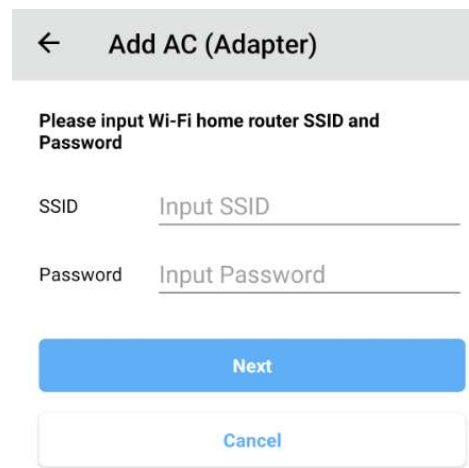 Add AC (Adapter)
Please input Wi-Fi home router SSID and
Password
SSID Input SSID
Password Input Password
Next
Cancel